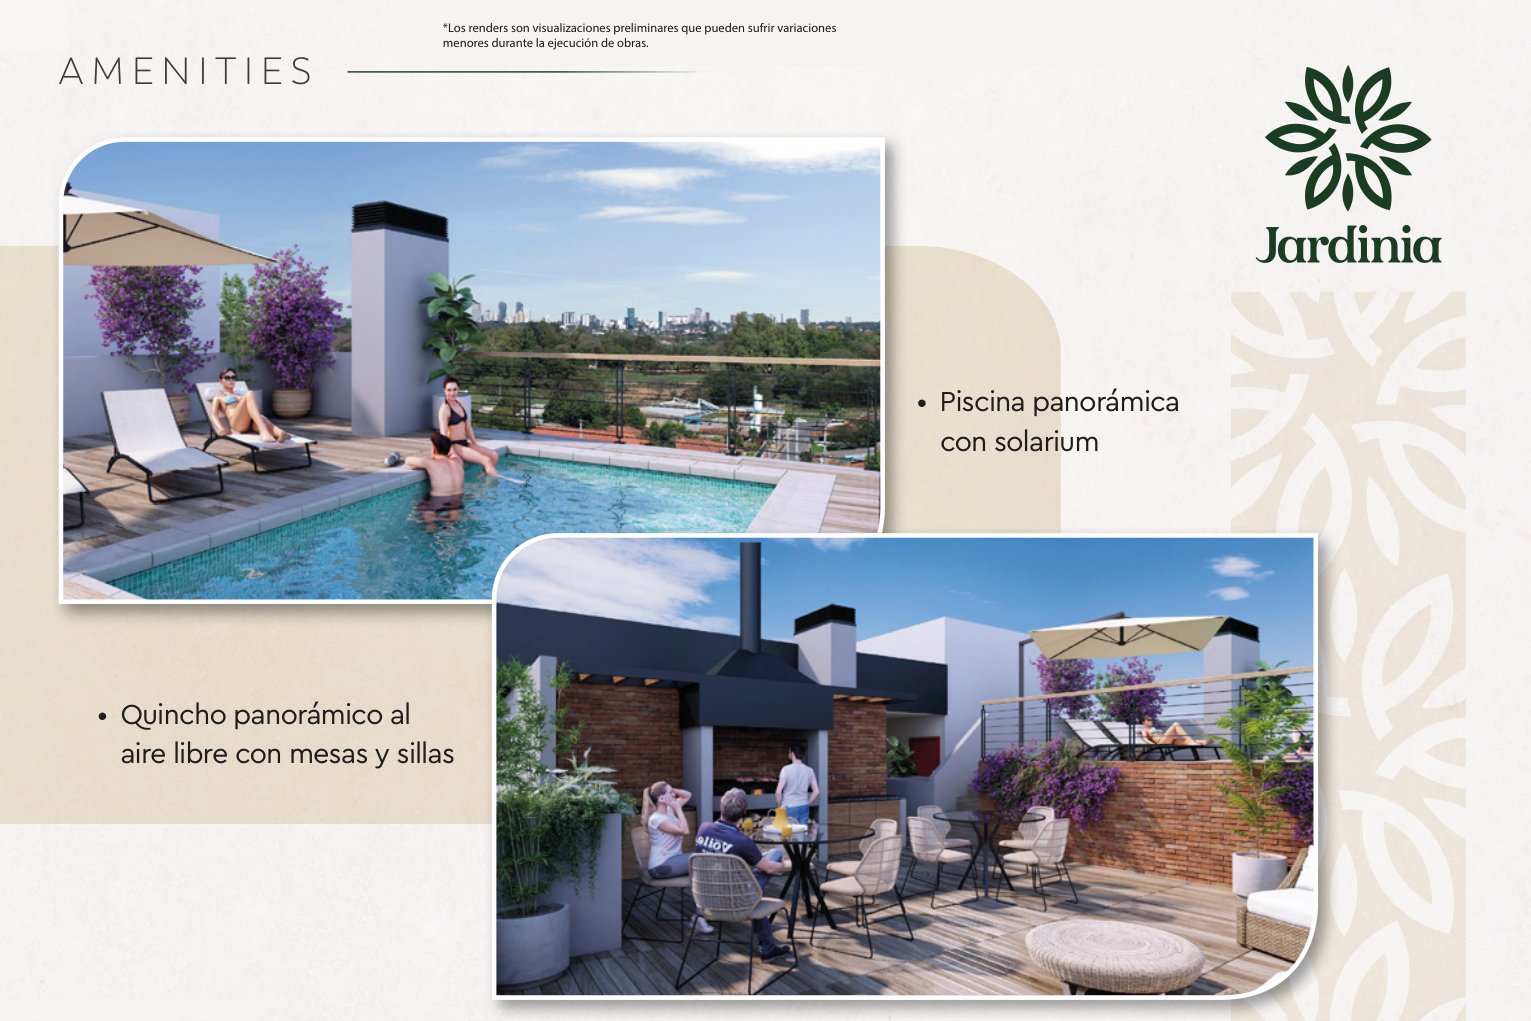 *Los renders son visualizaciones preliminares que pueden sufrir variaciones
menores durante la ejecución de obras.
AMENITIES
Jardinia
• Piscina panorámica
con solarium
• Quincho panorámico al
aire libre con mesas y sillas